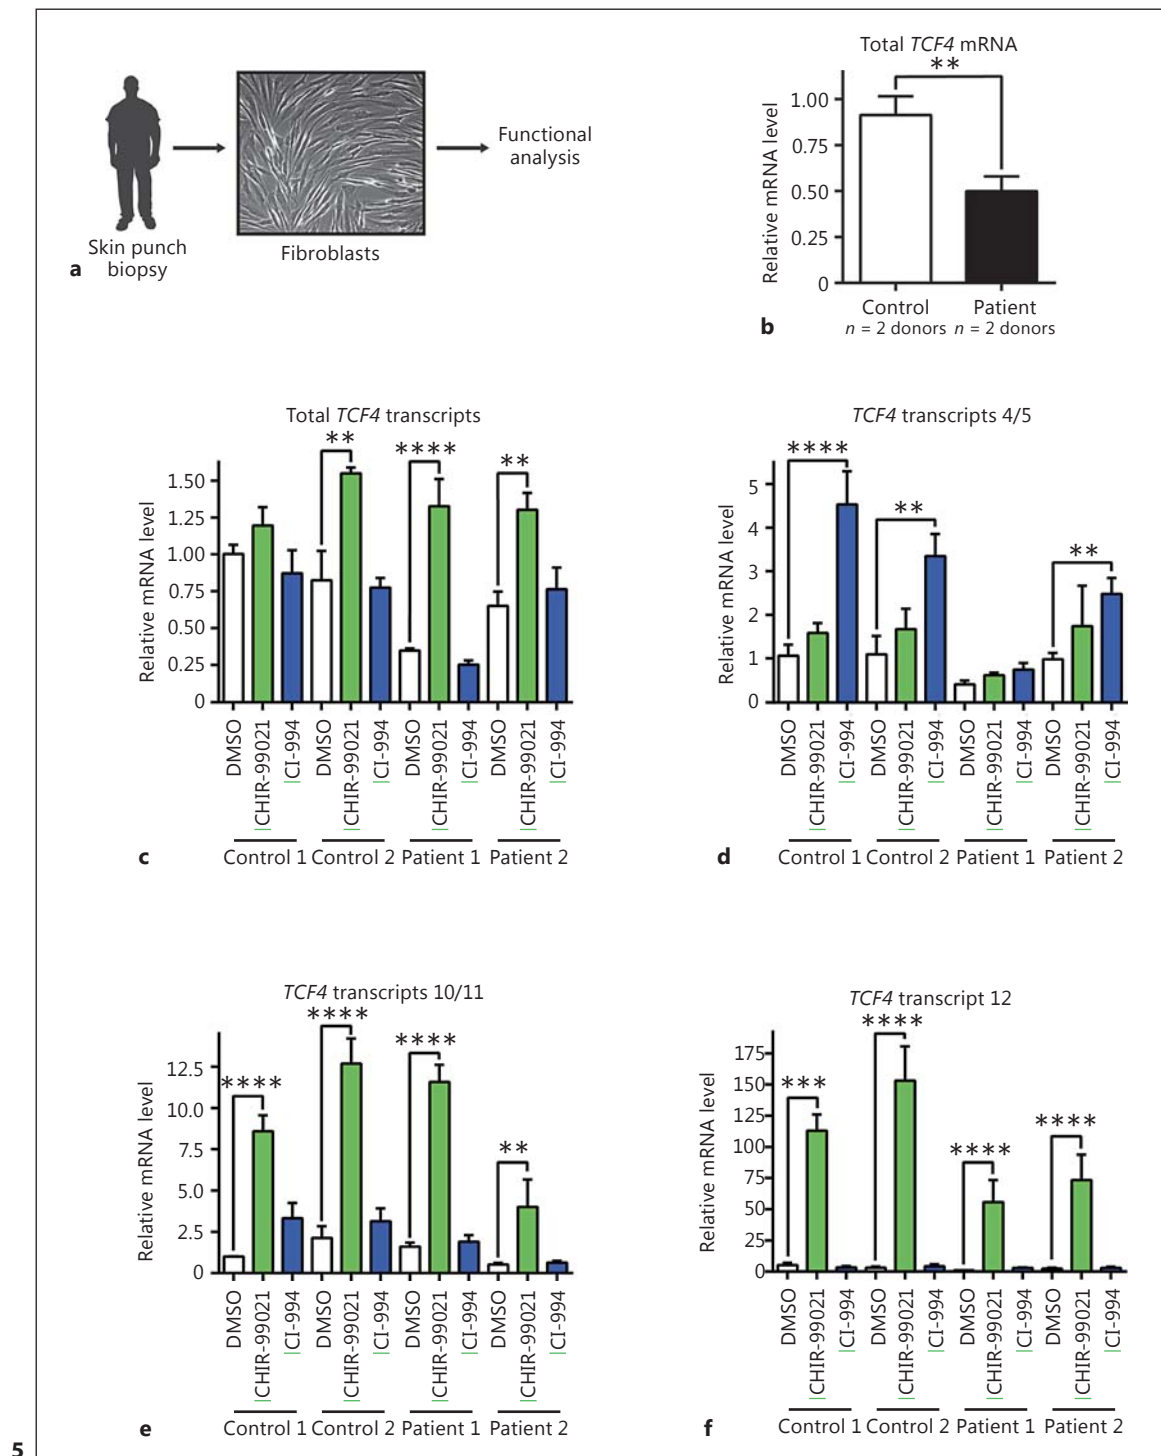 Skin punch
biopsy
Fibroblasts
Functional
analysis
a
Total TCF4 mRNA
**
Relative mRNA level
1.00
0.75
0.50
0.25
0
Control
n = 2 donors
Patient
n = 2 donors
b
Total TCF4 transcripts
**
****
**
Relative mRNA level
1.50
1.25
1.00
0.75
0.50
0.25
0
DMSO
CHIR-99021
CI-994
DMSO
CHIR-99021
CI-994
DMSO
CHIR-99021
CI-994
DMSO
CHIR-99021
CI-994
c
Control 1 Control 2 Patient 1 Patient 2
TCF4 transcripts 4/5
****
**
**
Relative mRNA level
5
4
3
2
1
0
DMSO
CHIR-99021
CI-994
DMSO
CHIR-99021
CI-994
DMSO
CHIR-99021
CI-994
DMSO
CHIR-99021
CI-994
d
Control 1 Control 2 Patient 1 Patient 2
TCF4 transcripts 10/11
****
****
****
**
Relative mRNA level
12.5
10.0
7.5
5.0
2.5
0
DMSO
CHIR-99021
CI-994
DMSO
CHIR-99021
CI-994
DMSO
CHIR-99021
CI-994
DMSO
CHIR-99021
CI-994
e
Control 1 Control 2 Patient 1 Patient 2
TCF4 transcript 12
***
****
****
****
Relative mRNA level
175
150
125
100
75
50
25
0
DMSO
CHIR-99021
CI-994
DMSO
CHIR-99021
CI-994
DMSO
CHIR-99021
CI-994
DMSO
CHIR-99021
CI-994
f
Control 1 Control 2 Patient 1 Patient 2
5